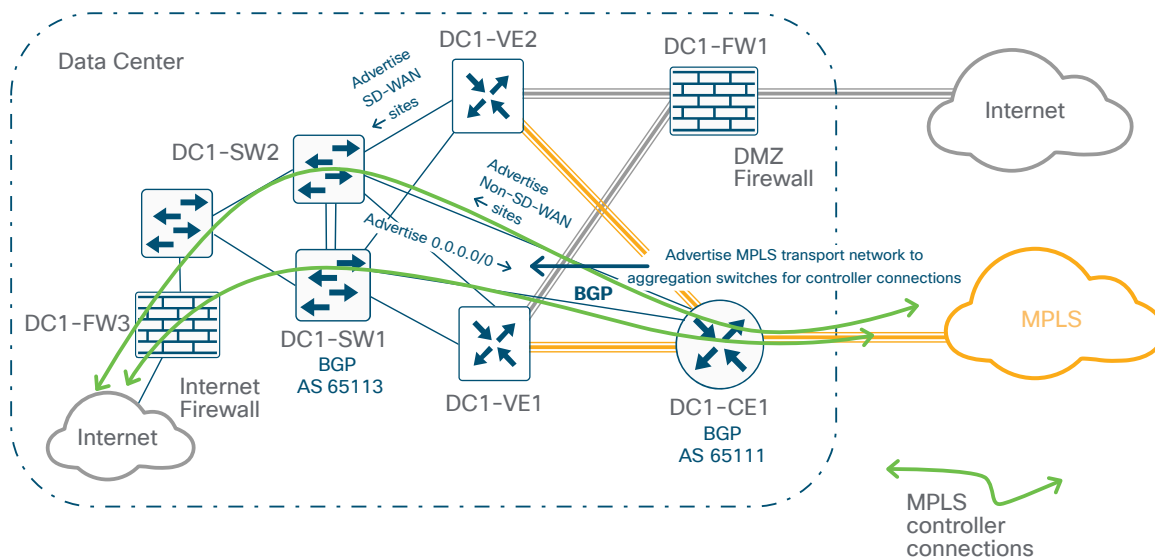 Data Center
DC1-VE2
DC1-FW1
Advertise
SD-WAN
← sites
Internet
DC1-SW2
DMZ
Firewall
Advertise
Non-SD-WAN
← sites
Advertise 0.0.0.0/0 →
Advertise MPLS transport network to
aggregation switches for controller connections
BGP
DC1-FW3
DC1-SW1
BGP
AS 65113
MPLS
Internet
Firewall
DC1-VE1
DC1-CE1
BGP
AS 65111
Internet
MPLS
controller
connections